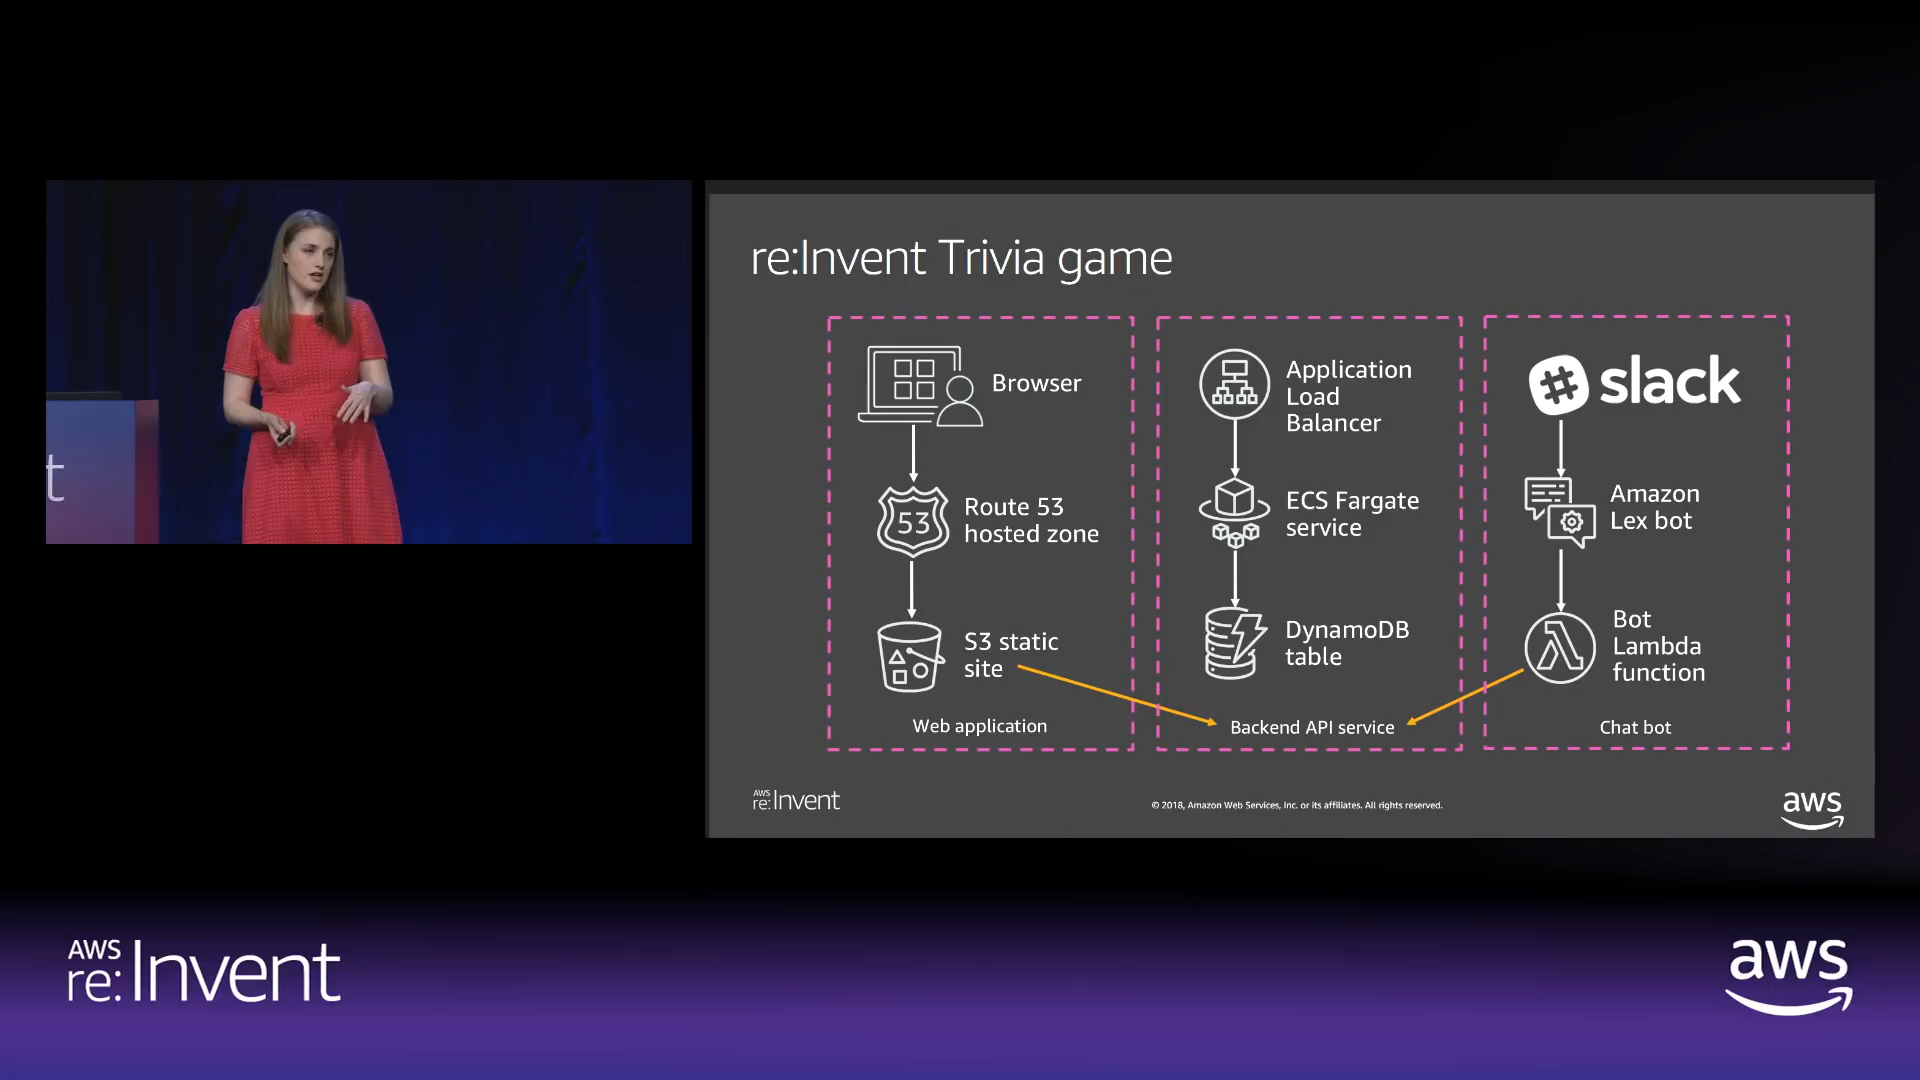 re:Invent Trivia game
Browser
53
Route 53
hosted zone
S3 static
site
Web application
Application
Load
Balancer
ECS Fargate
service
DynamoDB
table
Backend API service
slack
Amazon
Lex bot
Bot
Lambda
function
Chat bot
AWS
re:Invent
© 2018, Amazon Web Services, Inc. or its affiliates. All rights reserved.
aws
t
AWS
re:Invent
aws